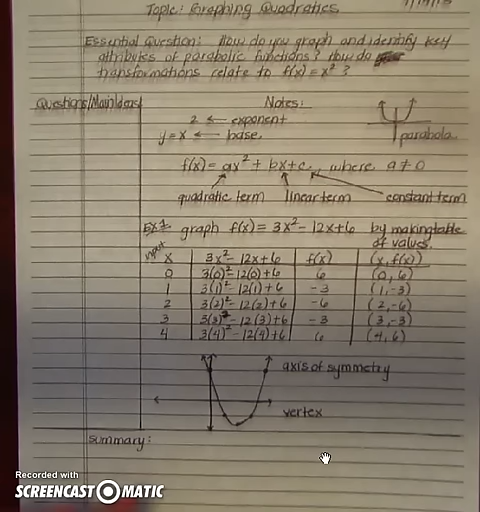 Topic: Graphing Quadratics
Essential Question: How do you graph and identify key
attributes of parabolic functions? How do
transformations relate to f(x) = x²?
Questions/Main Ideas
Notes:
2 ← exponent
y = x ← base
parabola
f(x) = ax² + bx + c, where a ≠ 0
quadratic term linear term constant term
EX 1 graph f(x) = 3x² - 12x + 6 by making table
of values.
input
x 3x² - 12x + 6 f(x) (x, f(x))
0 3(0)² - 12(0) + 6 6 (0, 6)
1 3(1)² - 12(1) + 6 -3 (1, -3)
2 3(2)² - 12(2) + 6 -6 (2, -6)
3 3(3)² - 12(3) + 6 -3 (3, -3)
4 3(4)² - 12(4) + 6 6 (4, 6)
axis of symmetry
vertex
Summary:
Recorded with
SCREENCAST O MATIC